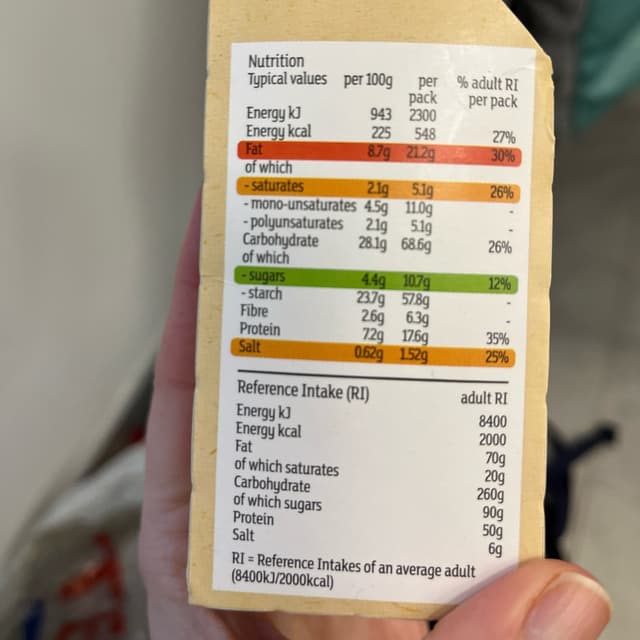 Nutrition
Typical values per 100g per pack % adult RI per pack
Energy kJ 943 2300
Energy kcal 225 548 27%
Fat 8.7g 21.2g 30%
of which
- saturates 2.1g 5.1g 26%
- mono-unsaturates 4.5g 11.0g -
- polyunsaturates 2.1g 5.1g -
Carbohydrate 28.1g 68.6g 26%
of which
- sugars 4.4g 10.7g 12%
- starch 23.7g 57.8g -
Fibre 2.6g 6.3g -
Protein 7.2g 17.6g 35%
Salt 0.62g 1.52g 25%
Reference Intake (RI) adult RI
Energy kJ 8400
Energy kcal 2000
Fat 70g
of which saturates 20g
Carbohydrate 260g
of which sugars 90g
Protein 50g
Salt 6g
RI = Reference Intakes of an average adult
(8400kJ/2000kcal)